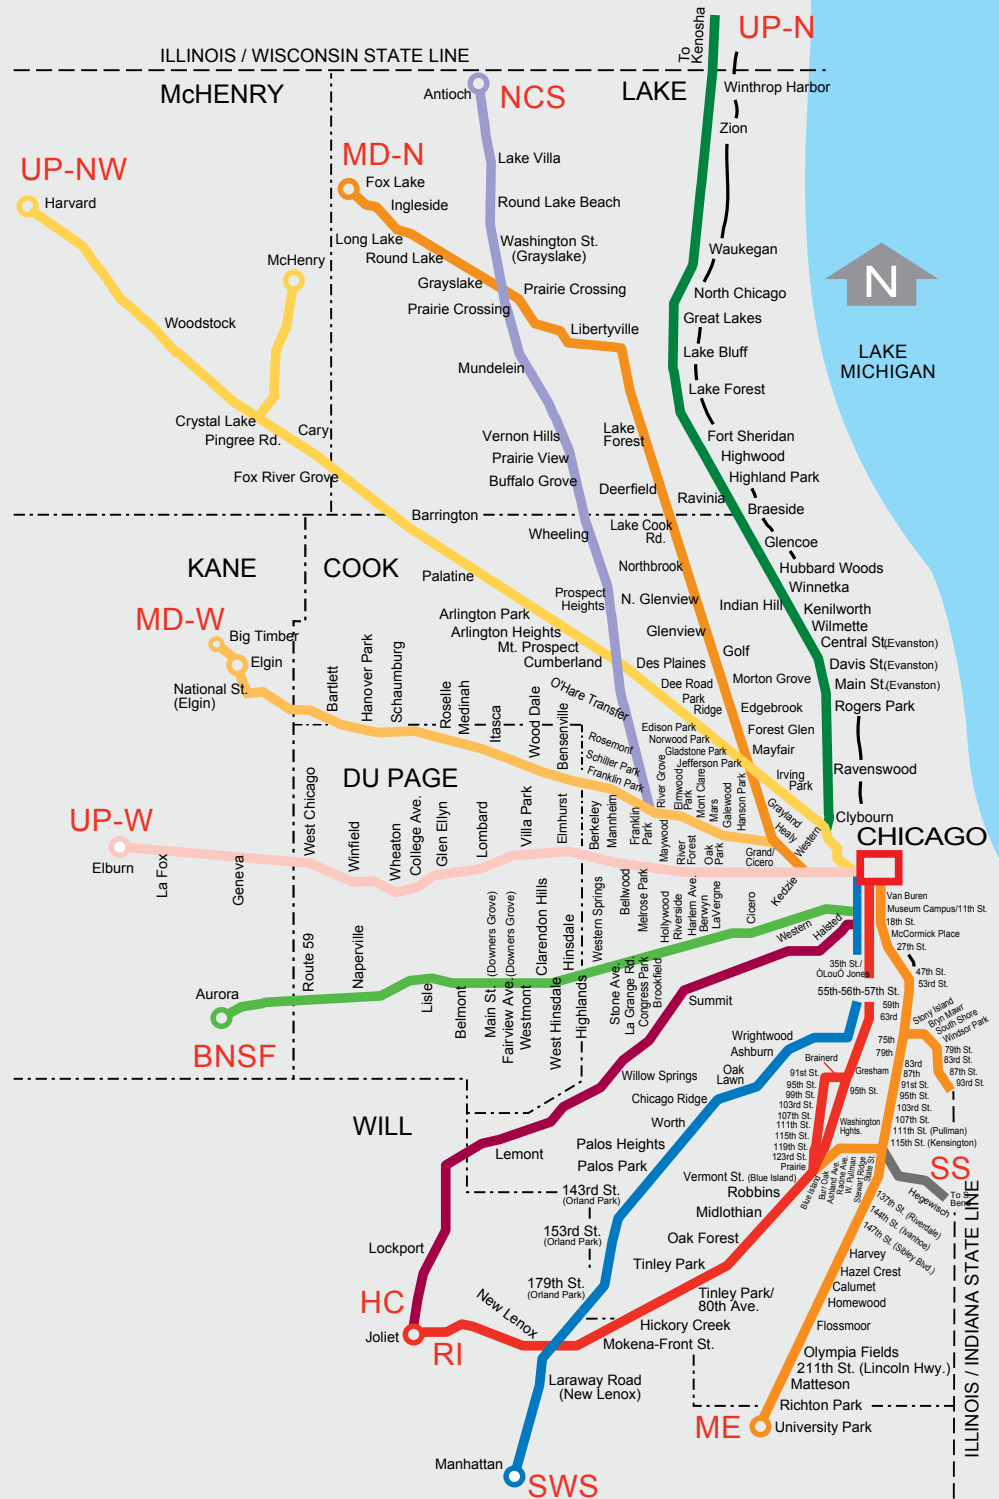 UP-N
To
Kenosha
ILLINOIS / WISCONSIN STATE LINE
McHENRY
Antioch
NCS
LAKE
Winthrop Harbor
Zion
MD-N
Lake Villa
UP-NW
Fox Lake
Harvard
Ingleside
Round Lake Beach
Long Lake
Washington St.
(Grayslake)
Waukegan
McHenry
Round Lake
N
Grayslake
Prairie Crossing
North Chicago
Prairie Crossing
Great Lakes
Woodstock
Libertyville
Lake Bluff
LAKE
MICHIGAN
Mundelein
Lake Forest
Crystal Lake
Pingree Rd.
Cary
Vernon Hills
Lake
Forest
Fort Sheridan
Prairie View
Highwood
Fox River Grove
Buffalo Grove
Highland Park
Deerfield
Ravinia
Braeside
Barrington
Wheeling
Lake Cook
Rd.
Glencoe
KANE
COOK
Northbrook
Hubbard Woods
Palatine
Winnetka
Prospect
Heights
N. Glenview
Indian Hill
Kenilworth
MD-W
Arlington Park
Wilmette
Big Timber
Arlington Heights
Glenview
Central St.(Evanston)
Mt. Prospect
Golf
Elgin
Cumberland
Des Plaines
Davis St.(Evanston)
National St.
(Elgin)
Bartlett
Hanover Park
Schaumburg
Roselle
Medinah
Itasca
Wood Dale
Bensenville
O'Hare Transfer
Dee Road
Morton Grove
Main St.(Evanston)
Park
Ridge
Edgebrook
Rogers Park
Rosemont
Schiller Park
Franklin Park
Edison Park
Norwood Park
Gladstone Park
Jefferson Park
Forest Glen
Mayfair
Irving
Park
Ravenswood
DU PAGE
River Grove
Elmwood
Park
Mont Clare
Mars
Galewood
Hanson Park
Grayland
Healy
Western
Clybourn
CHICAGO
UP-W
Elburn
La Fox
Geneva
West Chicago
Winfield
Wheaton
College Ave.
Glen Ellyn
Lombard
Villa Park
Elmhurst
Berkeley
Mannheim
Franklin
Park
Maywood
River
Forest
Oak
Park
Grand/
Cicero
Kedzie
Bellwood
Melrose Park
Route 59
Naperville
Lisle
Belmont
Main St. (Downers Grove)
Fairview Ave.(Downers Grove)
Westmont
Clarendon Hills
West Hinsdale
Hinsdale
Highlands
Western Springs
Stone Ave.
La Grange Rd.
Congress Park
Brookfield
Hollywood
Riverside
Harlem Ave.
Berwyn
LaVergne
Cicero
Western
Halsted
Van Buren
Museum Campus/11th St.
18th St.
McCormick Place
27th St.
Aurora
BNSF
35th St./
ÒLouÓ Jones
47th St.
53rd St.
55th-56th-57th St.
59th
63rd
Summit
Stony Island
Bryn Mawr
South Shore
Windsor Park
Wrightwood
Ashburn
75th
79th
79th St.
83rd St.
87th St.
93rd St.
Brainerd
Gresham
83rd
87th
91st St.
95th St.
103rd St.
107th St.
111th St. (Pullman)
115th St. (Kensington)
Willow Springs
Oak
Lawn
91st St.
95th St.
99th St.
103rd St.
107th St.
111th St.
115th St.
119th St.
123rd St.
Prairie
95th St.
Chicago Ridge
Washington
Hghts.
Worth
WILL
Palos Heights
Lemont
Palos Park
Vermont St. (Blue Island)
Blue Island
Burr Oak
Ashland Ave.
Racine Ave.
W. Pullman
Stewart Ridge
State St.
SS
Hegewisch
To S.
Bend
143rd St.
(Orland Park)
Robbins
Midlothian
137th St. (Riverdale)
144th St. (Ivanhoe)
147th St. (Sibley Blvd.)
153rd St.
(Orland Park)
Oak Forest
Lockport
Tinley Park
Harvey
Hazel Crest
Calumet
Homewood
179th St.
(Orland Park)
Tinley Park/
80th Ave.
HC
New Lenox
Hickory Creek
Flossmoor
Joliet
RI
Mokena-Front St.
Olympia Fields
211th St. (Lincoln Hwy.)
Laraway Road
(New Lenox)
Matteson
Richton Park
ME
University Park
ILLINOIS / INDIANA STATE LINE
Manhattan
SWS